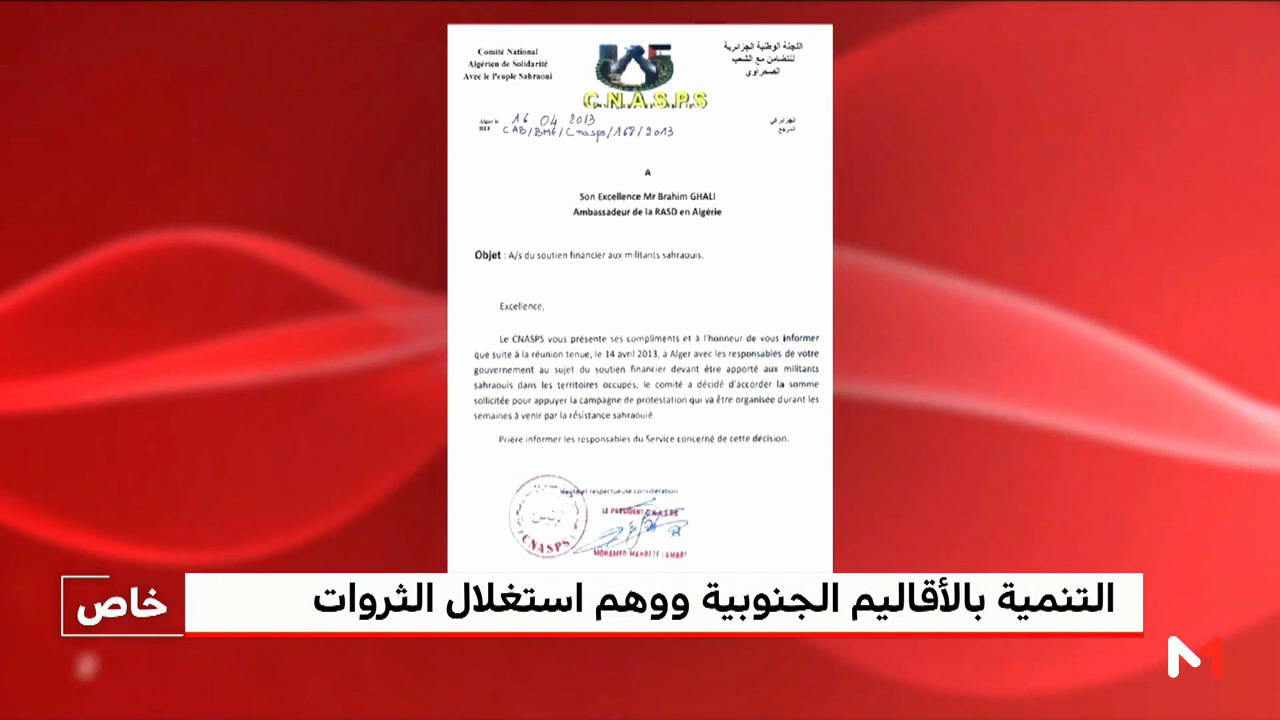 Comité National
Algérien de Solidarité
Avec le Peuple Sahraoui
اللجنة الوطنية الجزائرية
للتضامن مع الشعب
الصحراوي
C.N.A.S.P.S
Alger le 16 04 2013
الجزائر في
REF CAB/BMF/Cnasps/168/2013
المرجع
A
Son Excellence Mr Brahim GHALI
Ambassadeur de la RASD en Algérie
Objet : A/s du soutien financier aux militants sahraouis.
Excellence,
Le CNASPS vous présente ses compliments et à l'honneur de vous informer
que suite à la réunion tenue, le 14 avril 2013, à Alger avec les responsables de votre
gouvernement au sujet du soutien financier devant être apporté aux militants
sahraouis dans les territoires occupés, le comité a décidé d'accorder la somme
sollicitée pour appuyer la campagne de protestation qui va être organisée durant les
semaines à venir par la résistance sahraouie.
Prière informer les responsables du Service concerné de cette décision.
et respectueuse considération
LE PRESIDENT C.N.A.S.P.S
الرئيس
CNASPS
MOHAMED MAHREZ LAMARI
التنمية بالأقاليم الجنوبية ووهم استغلال الثروات
خاص
M1